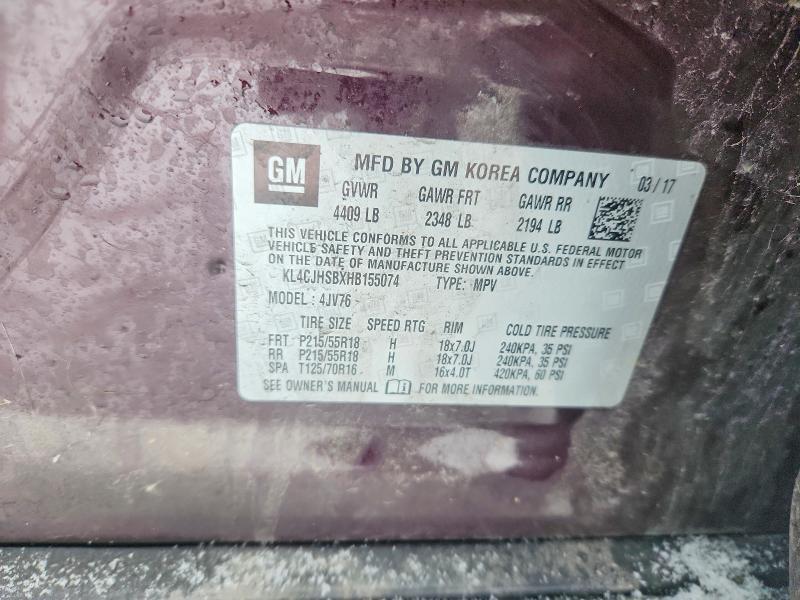 GM MFD BY GM KOREA COMPANY 03/17
GVWR GAWR FRT GAWR RR
4409 LB 2348 LB 2194 LB
THIS VEHICLE CONFORMS TO ALL APPLICABLE U.S. FEDERAL MOTOR
VEHICLE SAFETY AND THEFT PREVENTION STANDARDS IN EFFECT
ON THE DATE OF MANUFACTURE SHOWN ABOVE.
KL4CJHSBXHB155074 TYPE: MPV
MODEL : 4JV76
TIRE SIZE SPEED RTG RIM COLD TIRE PRESSURE
FRT P215/55R18 H 18x7.0J 240KPA, 35 PSI
RR P215/55R18 H 18x7.0J 240KPA, 35 PSI
SPA T125/70R16 M 16x4.0T 420KPA, 60 PSI
SEE OWNER'S MANUAL FOR MORE INFORMATION.